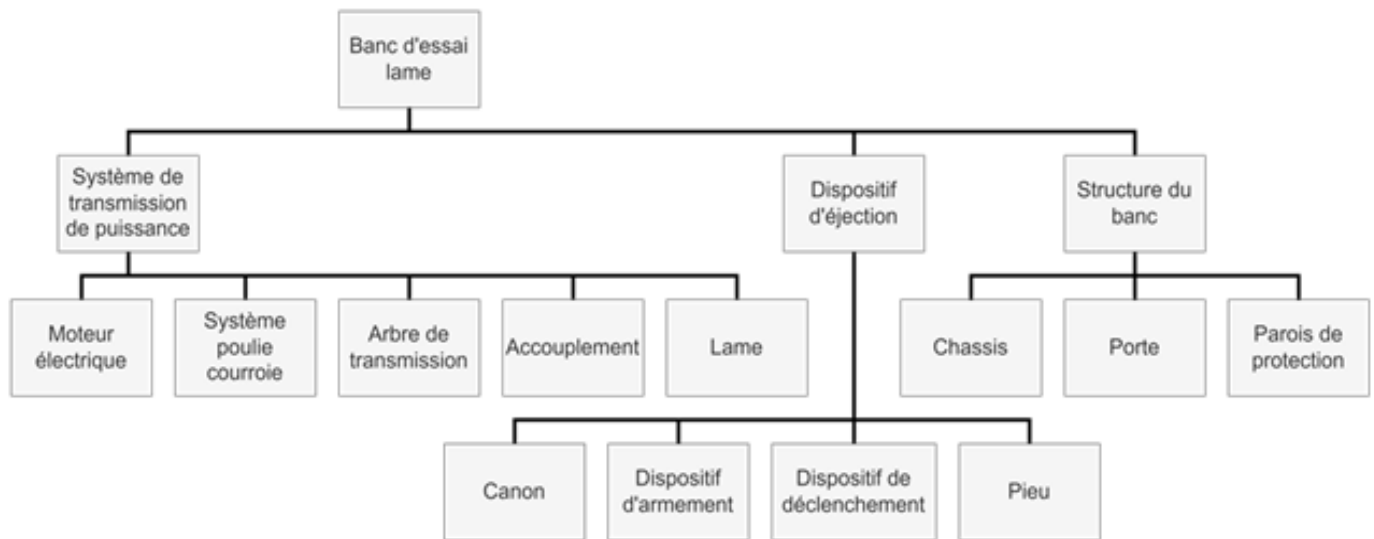 Banc d'essai
lame
Système de
transmission
de puissance
Dispositif
d'éjection
Structure du
banc
Moteur
électrique
Système
poulie
courroie
Arbre de
transmission
Accouplement
Lame
Chassis
Porte
Parois de
protection
Canon
Dispositif
d'armement
Dispositif de
déclenchement
Pieu